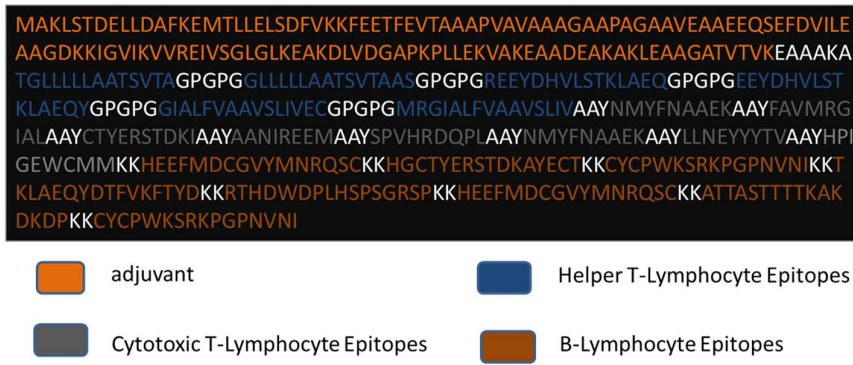 MAKLSTDELLDAFKEMTLLELSDFVKKFEETFEVTAAAPVAVAAAGAAPAGAAVEAAEEQSEFDVILE
AAGDKKIGVIKVVREIVSGLGLKEAKDLVDGAPKPLLEKVAKEAADEAKAKLEAAGATVTVKEAAAKA
TGLLLLLAATSVTAGPGPGGLLLLLAATSVTAASGPGPGREEYDHVLSTKLAEQGPGPGEEYDHVLST
KLAEQYGPGPGGIALFVAAVSLIVECGPGPGMRGIALFVAAVSLIVAAYNMYFNAAEKAAYFAVMRG
IALAAYCTYERSTDKIAAYAANIREEMAAYSPVHRDQPLAAYNMYFNAAEKAAYLLNEYYYTVAAYHPI
GEWCMMKKHEEFMDCGVYMNRQSCKKHGCTYERSTDKAYECTKKCYCPWKSRKPGPNVNIKKT
KLAEQYDTFVKFTYDKKRTHDWDPLHSPSGRSPKKHEEFMDCGVYMNRQSCKKATTASTTTTKAK
DKDPKKCYCPWKSRKPGPNVNI
adjuvant
Helper T-Lymphocyte Epitopes
Cytotoxic T-Lymphocyte Epitopes
B-Lymphocyte Epitopes